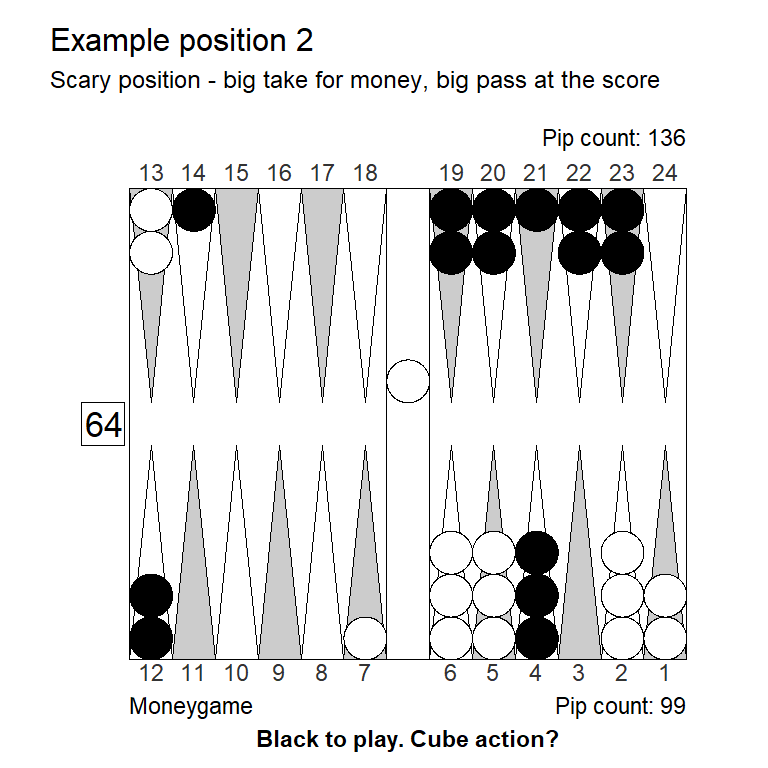 Example position 2
Scary position - big take for money, big pass at the score
Pip count: 136
13 14 15 16 17 18 19 20 21 22 23 24
64
12 11 10 9 8 7 6 5 4 3 2 1
Moneygame Pip count: 99
Black to play. Cube action?